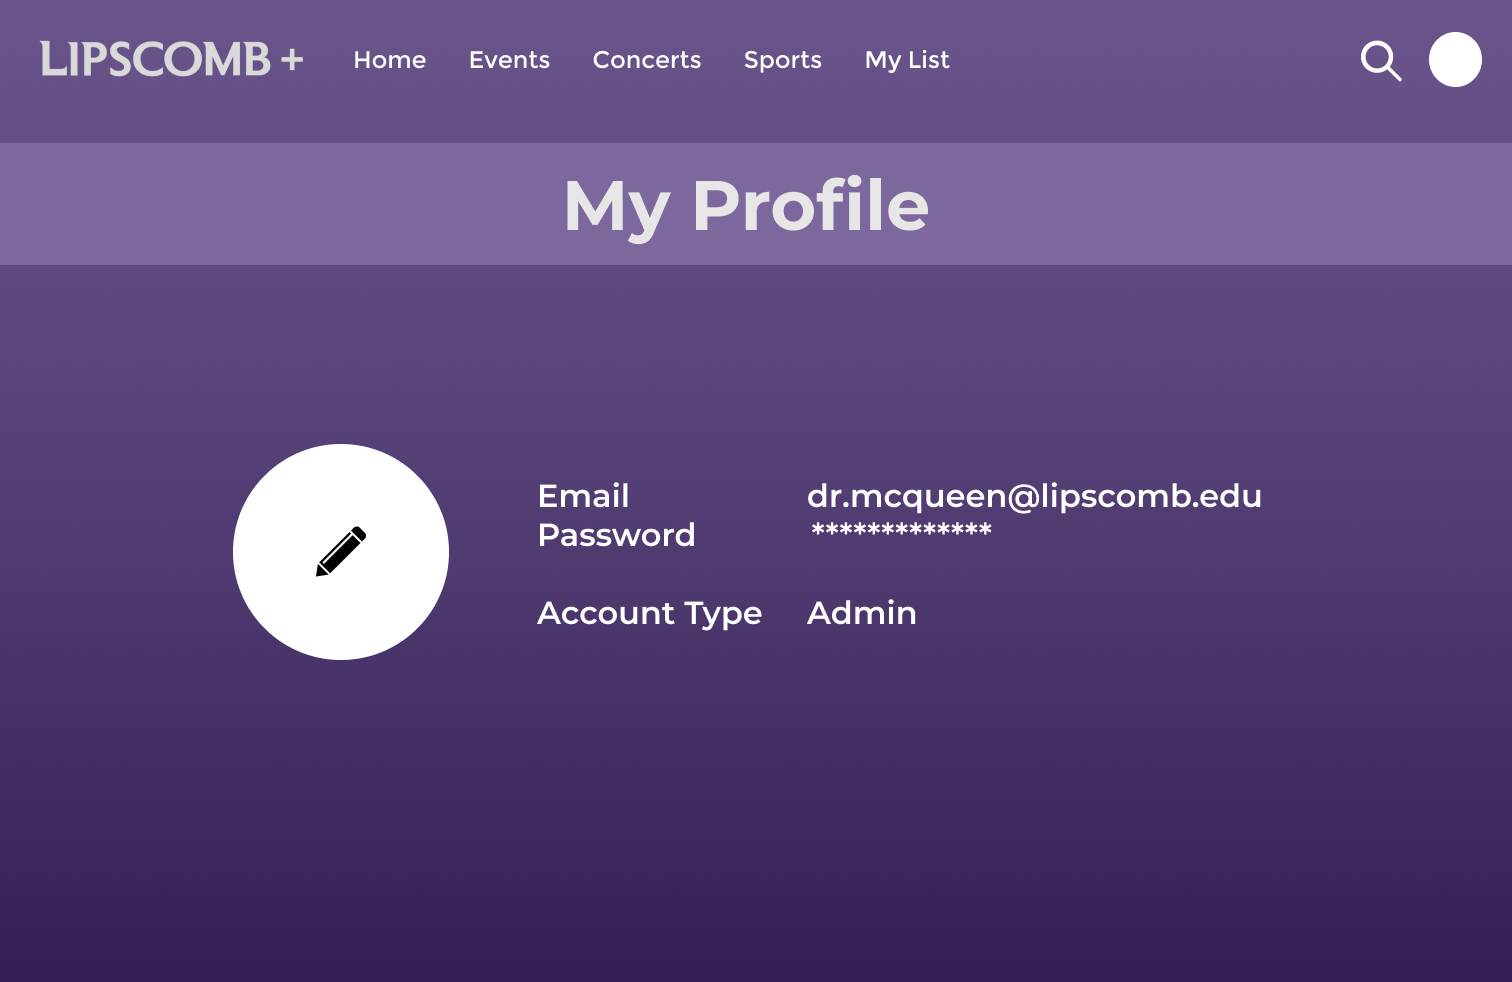 LIPSCOMB + Home Events Concerts Sports My List
My Profile
Email dr.mcqueen@lipscomb.edu
Password *************
Account Type Admin